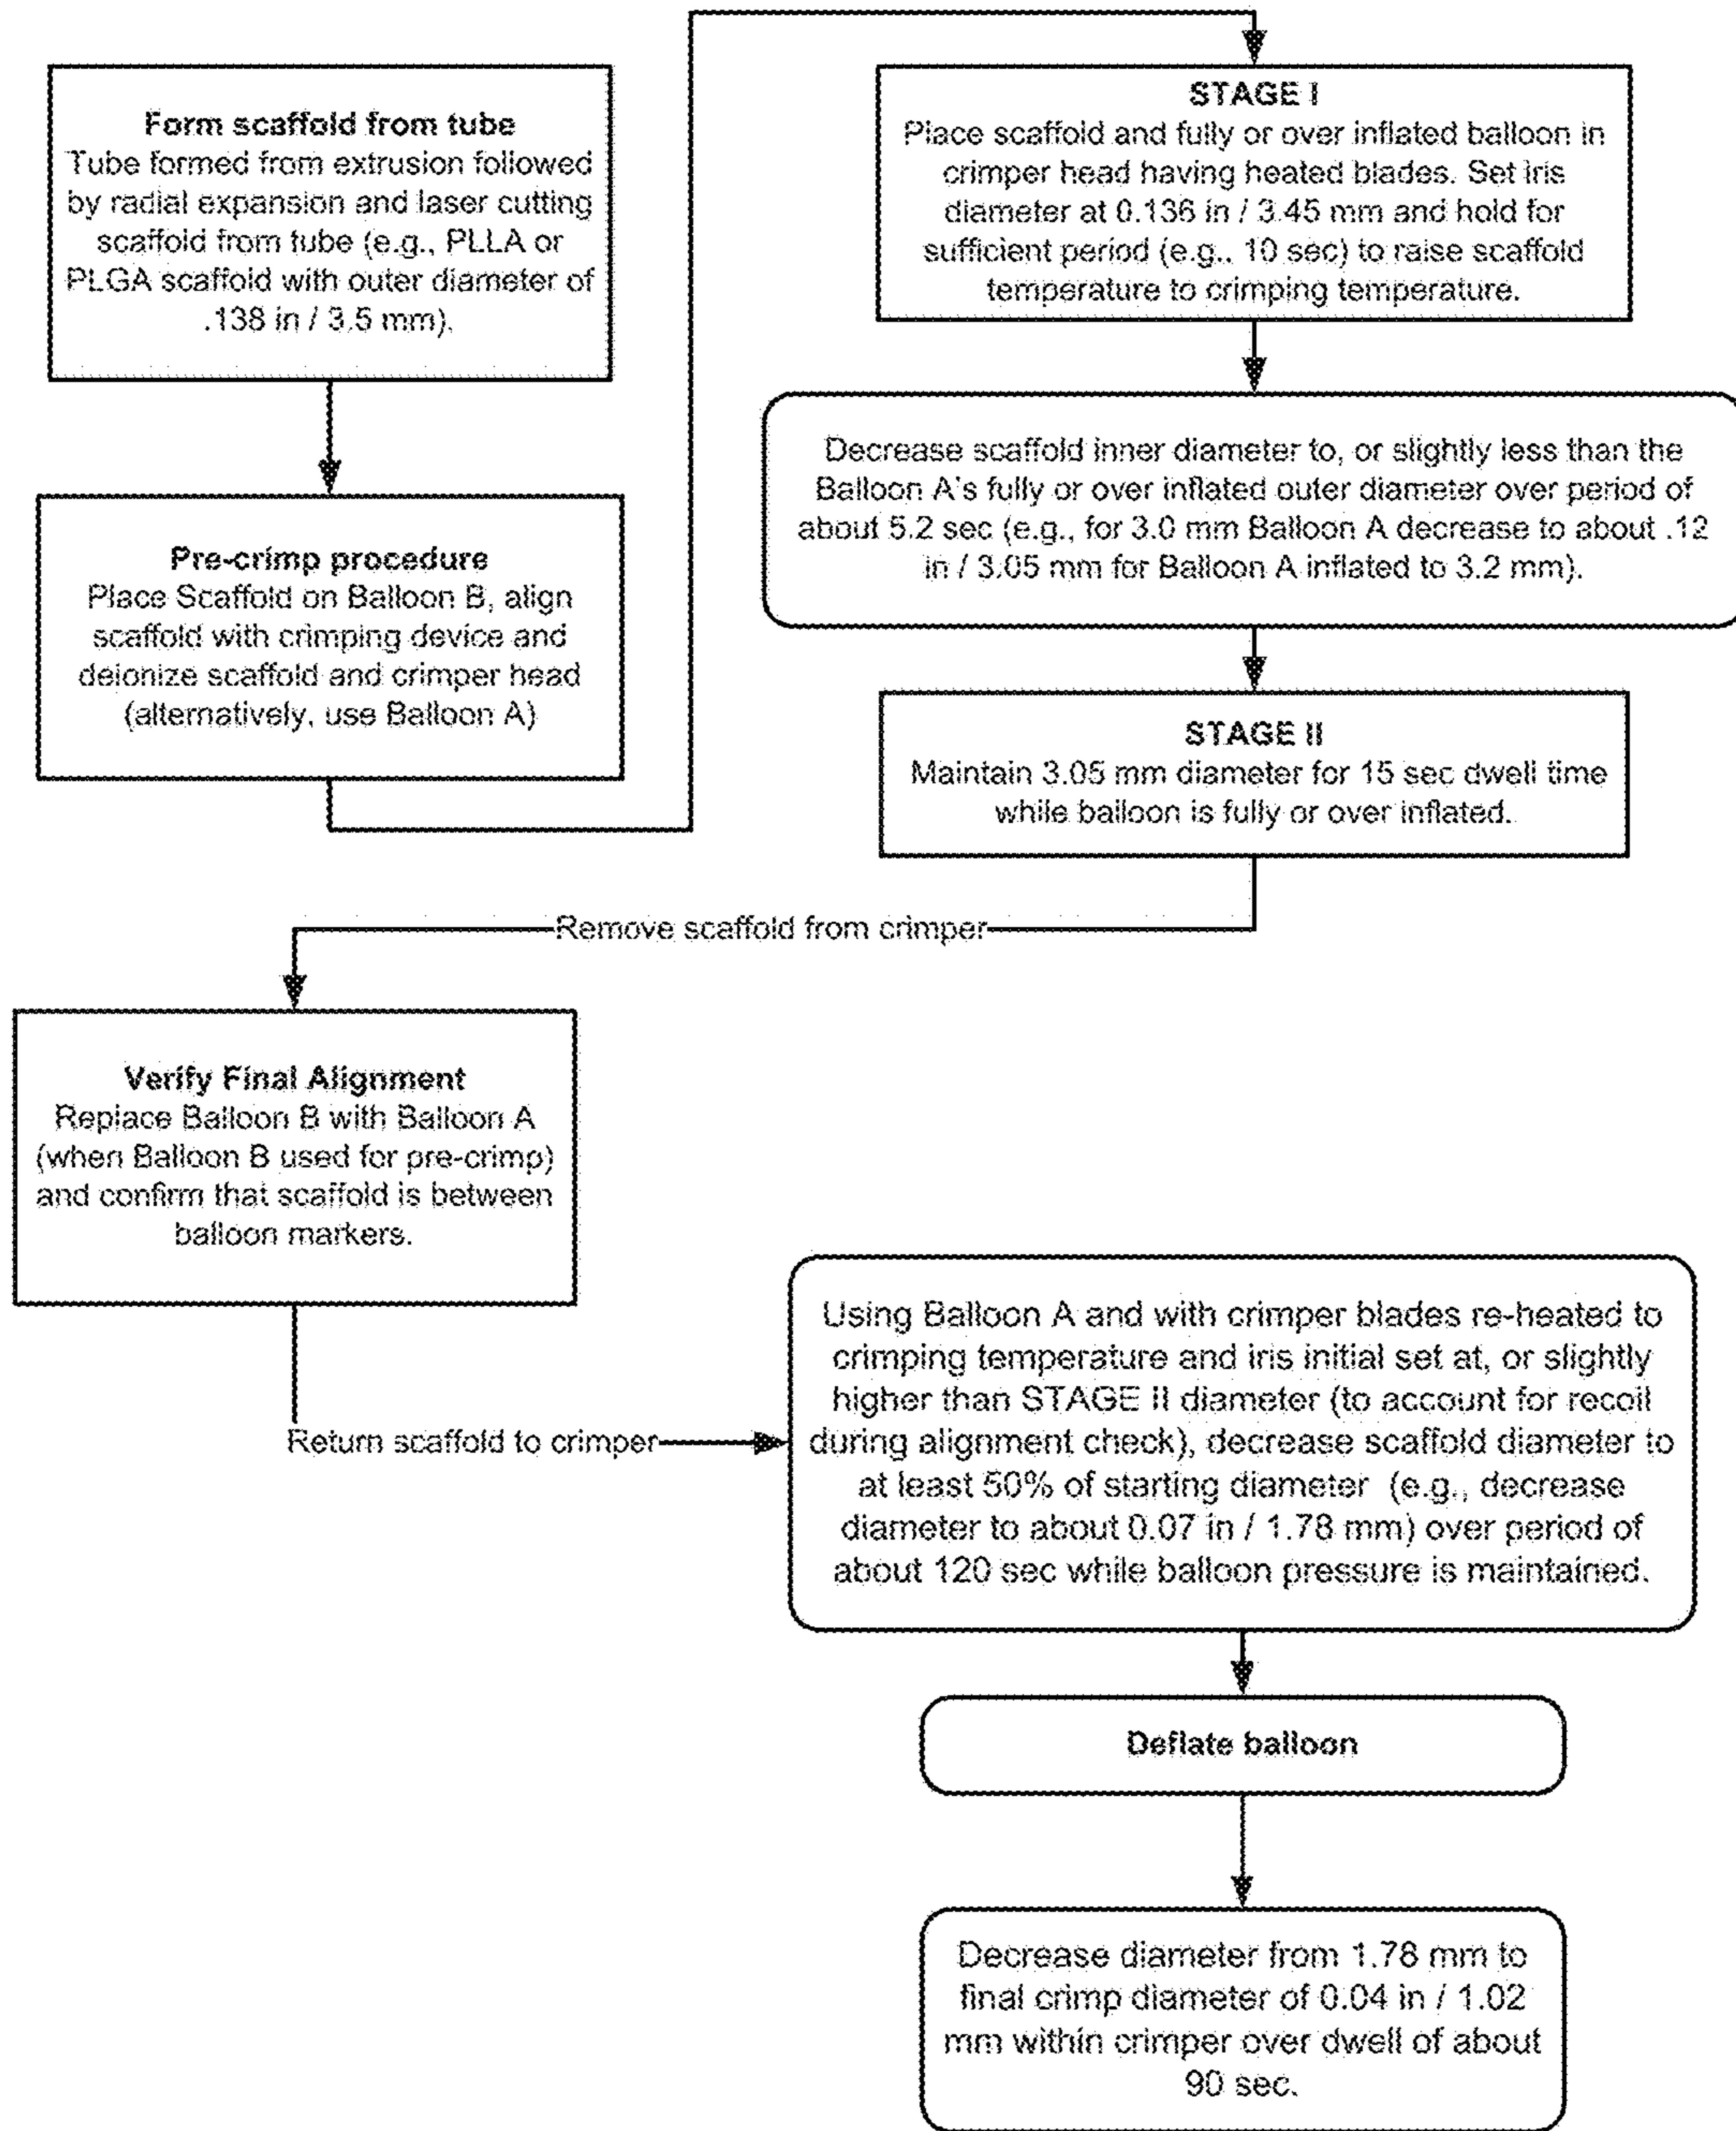 Form scaffold from tube
Tube formed from extrusion followed
by radial expansion and laser cutting
scaffold from tube (e.g., PLLA or
PLGA scaffold with outer diameter of
.138 in / 3.5 mm).
Pre-crimp procedure
Place Scaffold on Balloon B, align
scaffold with crimping device and
deionize scaffold and crimper head
(alternatively, use Balloon A)
STAGE I
Place scaffold and fully or over inflated balloon in
crimper head having heated blades. Set iris
diameter at 0.136 in / 3.45 mm and hold for
sufficient period (e.g., 10 sec) to raise scaffold
temperature to crimping temperature.
Decrease scaffold inner diameter to, or slightly less than the
Balloon A's fully or over inflated outer diameter over period of
about 5.2 sec (e.g., for 3.0 mm Balloon A decrease to about .12
in / 3.05 mm for Balloon A inflated to 3.2 mm).
STAGE II
Maintain 3.05 mm diameter for 15 sec dwell time
while balloon is fully or over inflated.
Remove scaffold from crimper
Verify Final Alignment
Replace Balloon B with Balloon A
(when Balloon B used for pre-crimp)
and confirm that scaffold is between
balloon markers.
Return scaffold to crimper
Using Balloon A and with crimper blades re-heated to
crimping temperature and iris initial set at, or slightly
higher than STAGE II diameter (to account for recoil
during alignment check), decrease scaffold diameter to
at least 50% of starting diameter (e.g., decrease
diameter to about 0.07 in / 1.78 mm) over period of
about 120 sec while balloon pressure is maintained.
Deflate balloon
Decrease diameter from 1.78 mm to
final crimp diameter of 0.04 in / 1.02
mm within crimper over dwell of about
90 sec.